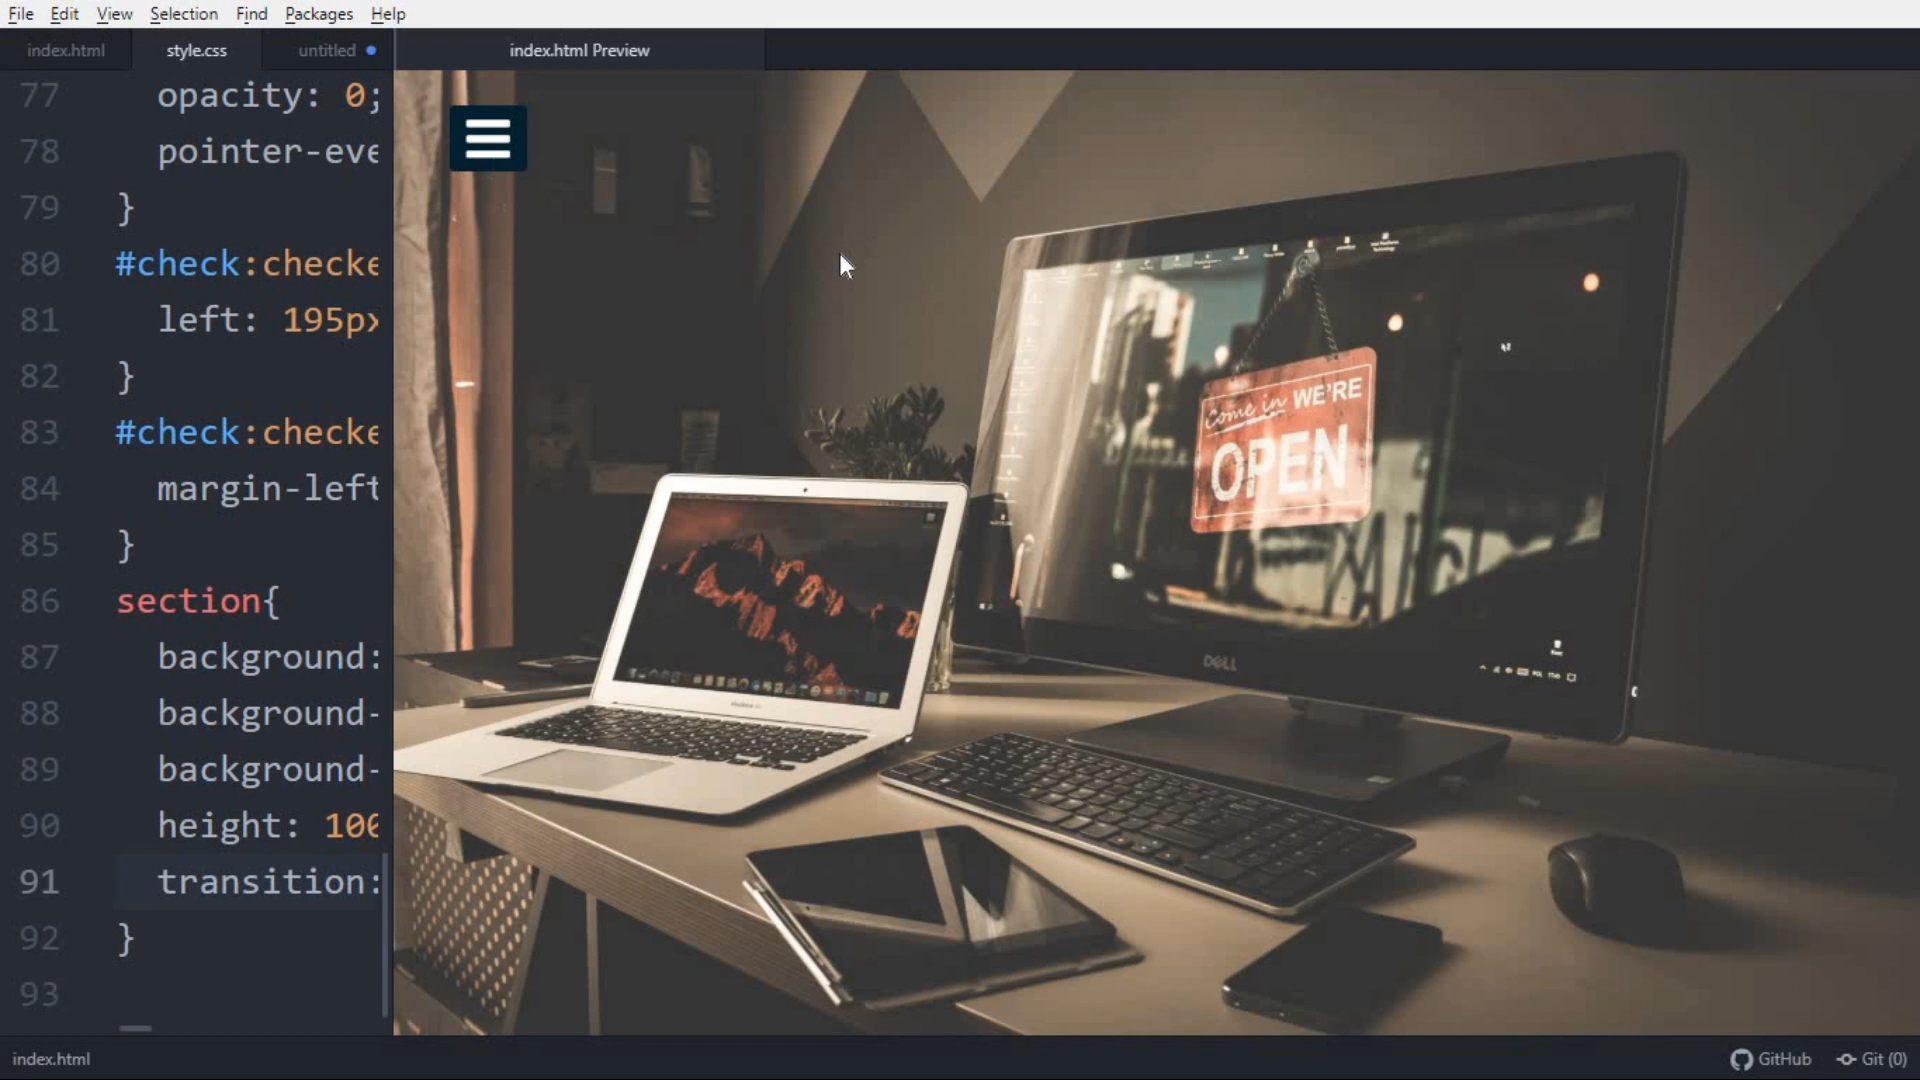 File Edit View Selection Find Packages Help
index.html style.css untitled index.html Preview
77 opacity: 0;
78 pointer-eve
79 }
80 #check:checke
81 left: 195px
82 }
83 #check:checke
84 margin-left
85 }
86 section{
87 background:
88 background-
89 background-
90 height: 100
91 transition:
92 }
93
come in WE'RE
OPEN
DELL
index.html GitHub Git (0)